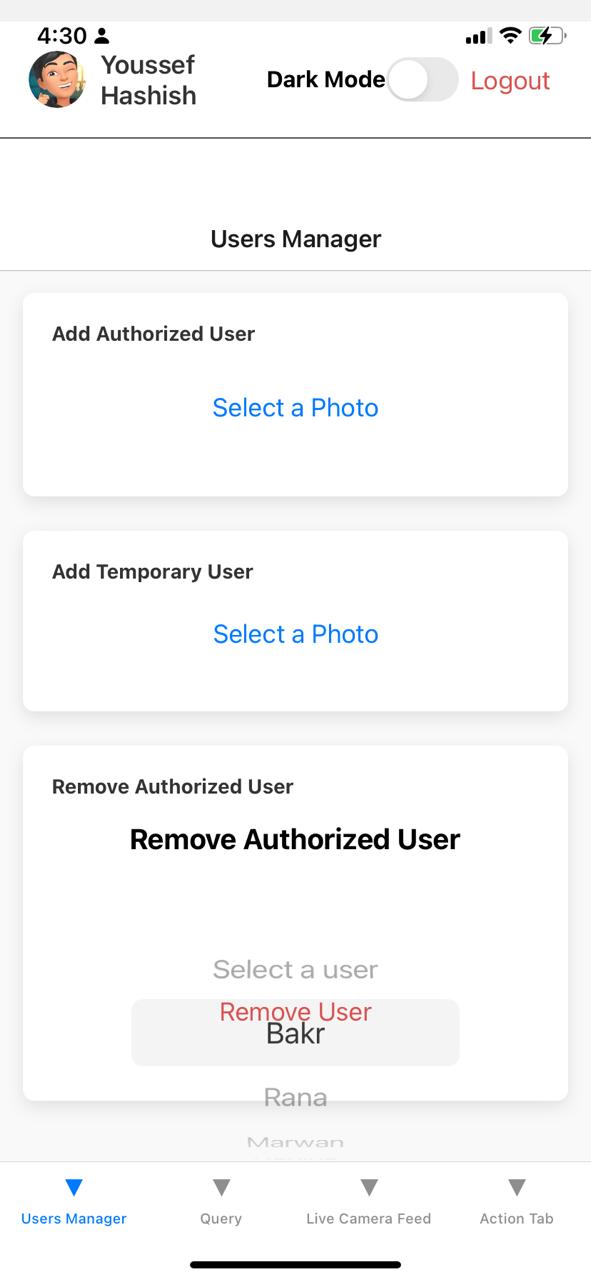 4:30
Youssef
Hashish
Dark Mode
Logout
Users Manager
Add Authorized User
Select a Photo
Add Temporary User
Select a Photo
Remove Authorized User
Remove Authorized User
Select a user
Remove User
Bakr
Rana
Marwan
Users Manager
Query
Live Camera Feed
Action Tab